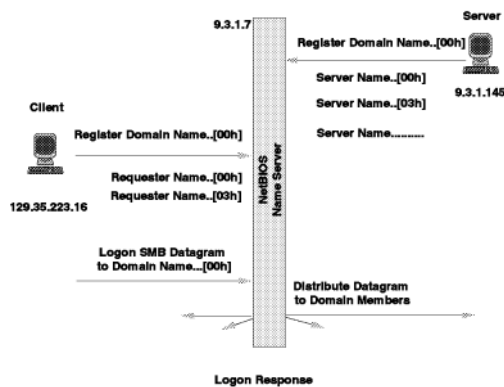 Server
9.3.1.7
Register Domain Name..[00h]
Server Name..[00h]
9.3.1.145
Server Name..[03h]
Client
Register Domain Name..[00h]
Server Name...........
Requester Name..[00h]
Requester Name..[03h]
129.35.223.16
NetBIOS
Name Server
Logon SMB Datagram
to Domain Name...[00h]
Distribute Datagram
to Domain Members
Logon Response